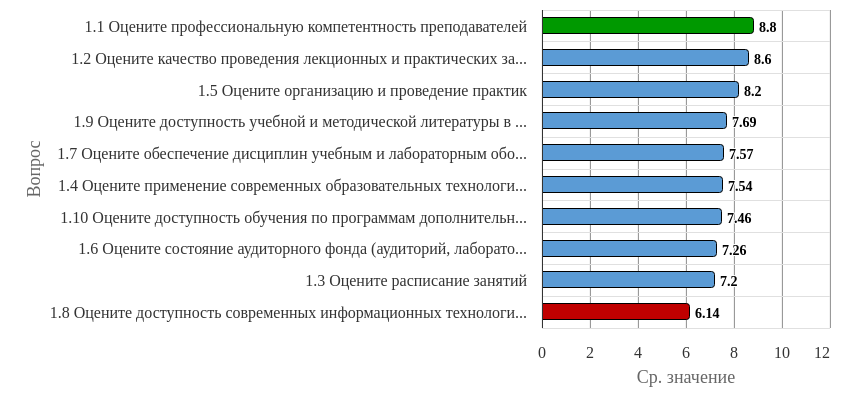 1.1 Оцените профессиональную компетентность преподавателей 8.8
1.2 Оцените качество проведения лекционных и практических за... 8.6
1.5 Оцените организацию и проведение практик 8.2
1.9 Оцените доступность учебной и методической литературы в ... 7.69
1.7 Оцените обеспечение дисциплин учебным и лабораторным обо... 7.57
1.4 Оцените применение современных образовательных технологи... 7.54
1.10 Оцените доступность обучения по программам дополнительн... 7.46
1.6 Оцените состояние аудиторного фонда (аудиторий, лаборато... 7.26
1.3 Оцените расписание занятий 7.2
1.8 Оцените доступность современных информационных технологи... 6.14
Вопрос
0 2 4 6 8 10 12
Ср. значение